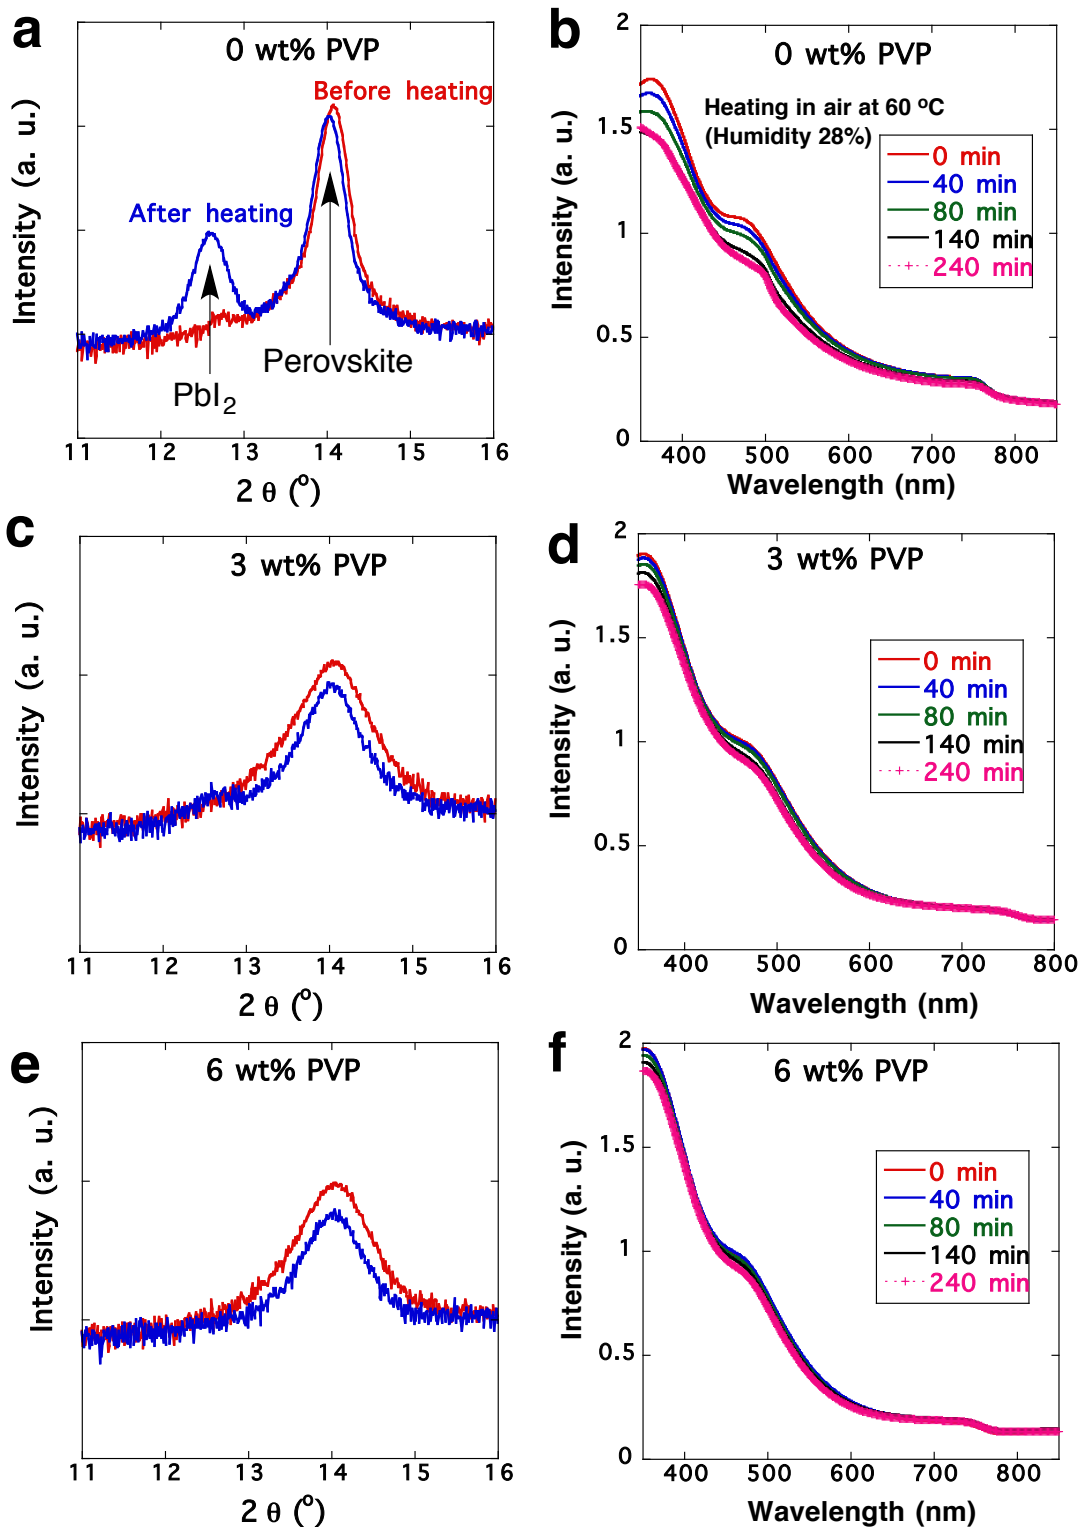 a
0 wt% PVP
Before heating
After heating
Perovskite
PbI2
Intensity (a. u.)
11 12 13 14 15 16
2 θ (°)
b
0 wt% PVP
Heating in air at 60 ºC
(Humidity 28%)
0 min
40 min
80 min
140 min
240 min
2
1.5
1
0.5
0
Intensity (a. u.)
400 500 600 700 800
Wavelength (nm)
c
3 wt% PVP
Intensity (a. u.)
11 12 13 14 15 16
2 θ (°)
d
3 wt% PVP
0 min
40 min
80 min
140 min
240 min
2
1.5
1
0.5
0
Intensity (a. u.)
400 500 600 700 800
Wavelength (nm)
e
6 wt% PVP
Intensity (a. u.)
11 12 13 14 15 16
2 θ (°)
f
6 wt% PVP
0 min
40 min
80 min
140 min
240 min
2
1.5
1
0.5
0
Intensity (a. u.)
400 500 600 700 800
Wavelength (nm)